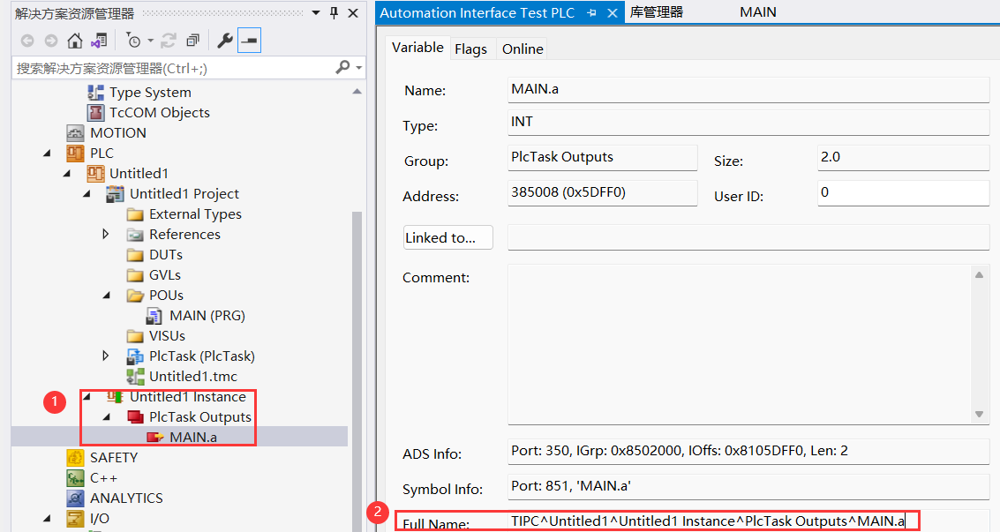 解决方案资源管理器
搜索解决方案资源管理器(Ctrl+;)
Type System
TcCOM Objects
MOTION
PLC
Untitled1
Untitled1 Project
External Types
References
DUTs
GVLs
POUs
MAIN (PRG)
VISUs
PlcTask (PlcTask)
Untitled1.tmc
1
Untitled1 Instance
PlcTask Outputs
MAIN.a
SAFETY
C++
ANALYTICS
I/O
Automation Interface Test PLC 库管理器 MAIN
Variable Flags Online
Name: MAIN.a
Type: INT
Group: PlcTask Outputs Size: 2.0
Address: 385008 (0x5DFF0) User ID: 0
Linked to...
Comment:
ADS Info: Port: 350, IGrp: 0x8502000, IOffs: 0x8105DFF0, Len: 2
Symbol Info: Port: 851, 'MAIN.a'
2
Full Name: TIPC^Untitled1^Untitled1 Instance^PlcTask Outputs^MAIN.a